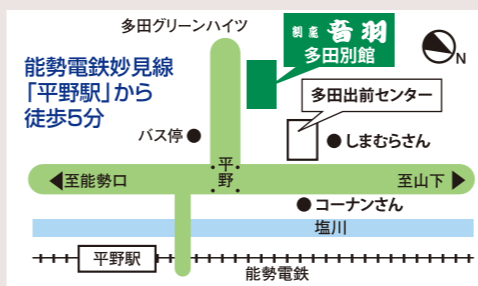 多田グリーンハイツ
割庖 音羽
多田別館
N
能勢電鉄妙見線
「平野駅」から
徒歩5分
多田出前センター
バス停
しまむらさん
平野
至能勢口
至山下
コーナンさん
塩川
平野駅
能勢電鉄